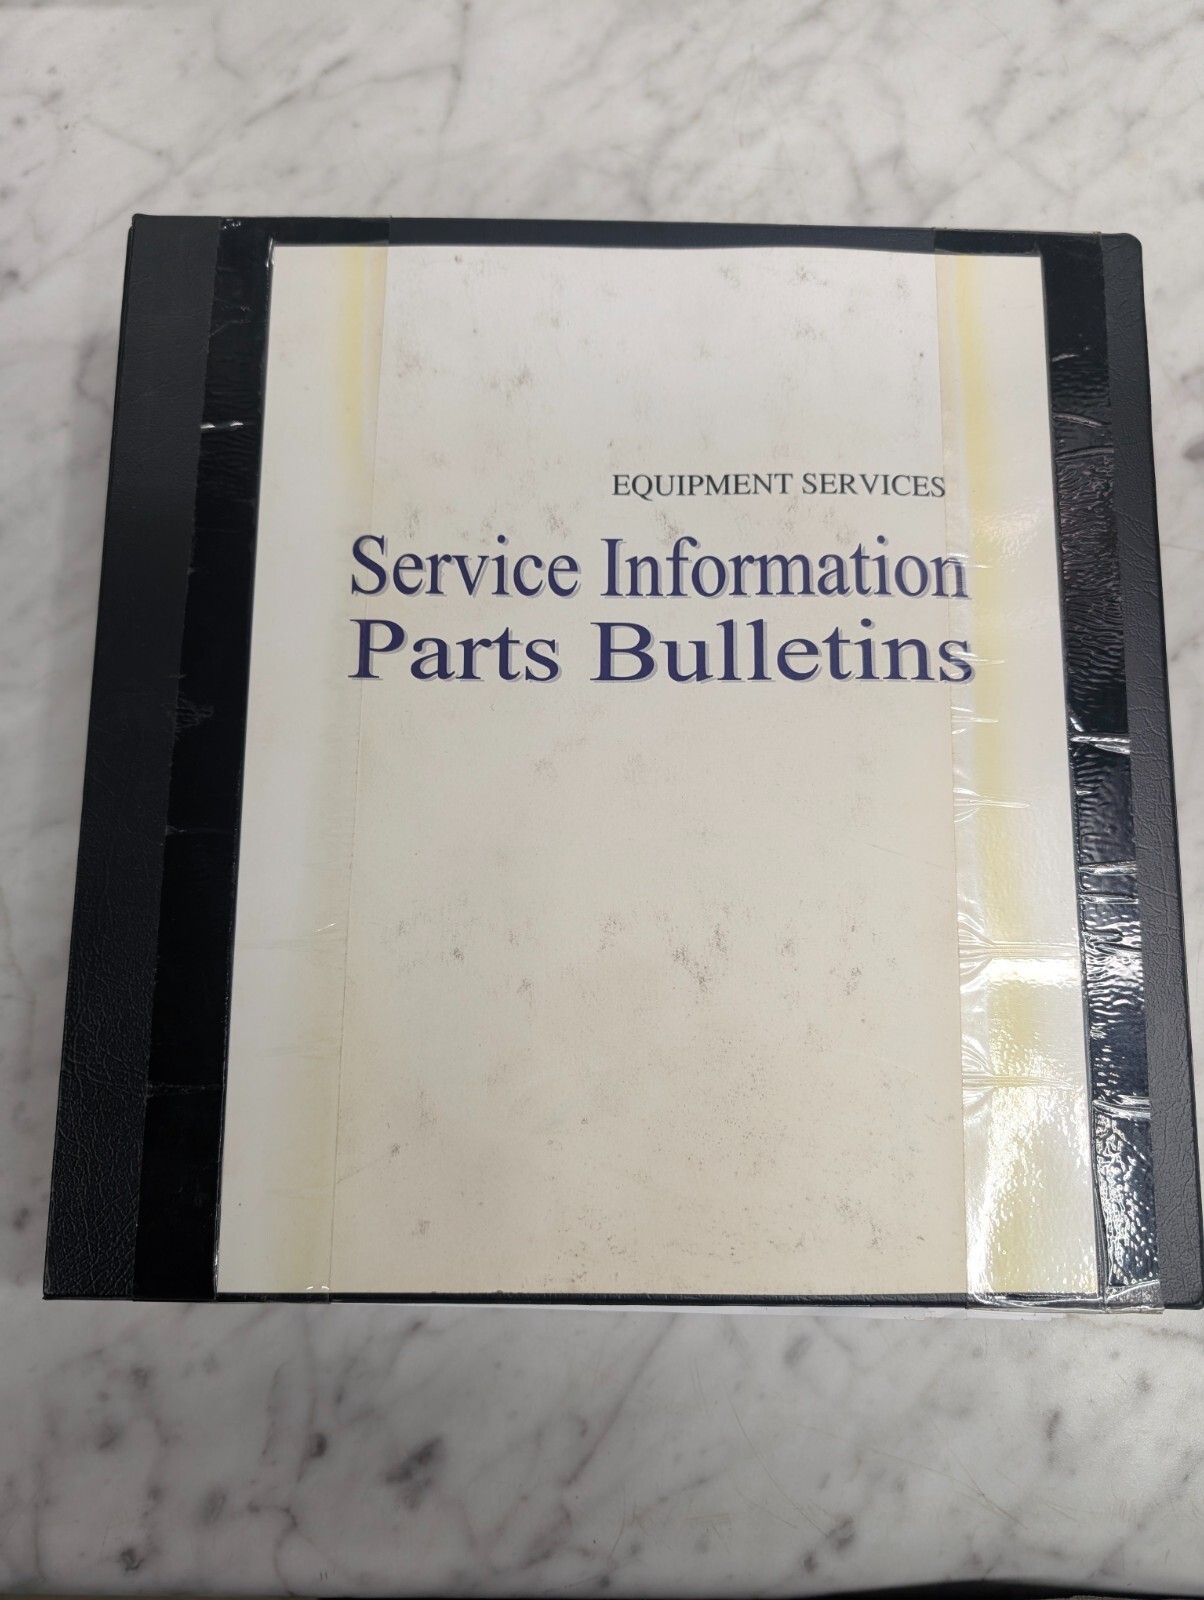 EQUIPMENT SERVICES
Service Information
Parts Bulletins